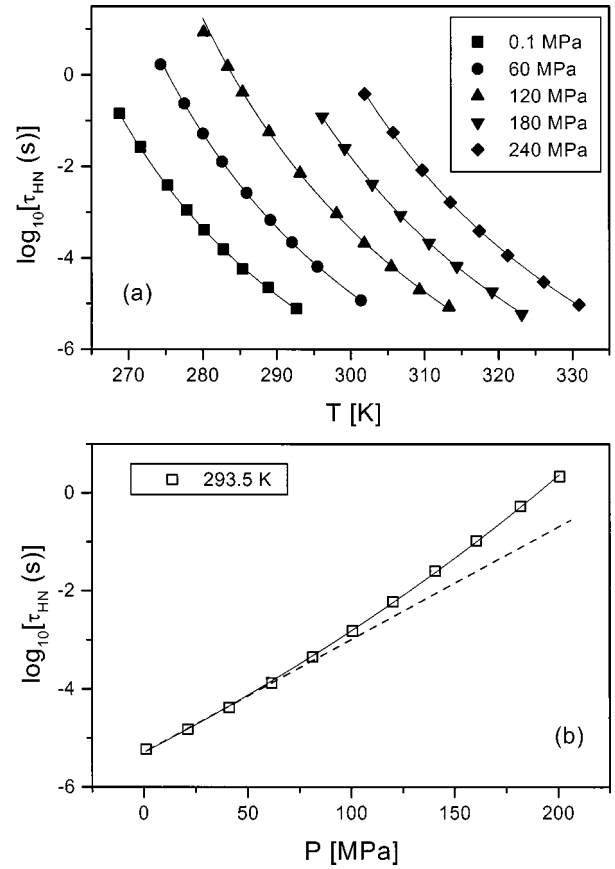 0.1 MPa
60 MPa
120 MPa
180 MPa
240 MPa
0
-2
-4
-6
log10[τHN (s)]
(a)
270 280 290 300 310 320 330
T [K]
293.5 K
0
-2
-4
-6
log10[τHN (s)]
(b)
0 50 100 150 200
P [MPa]